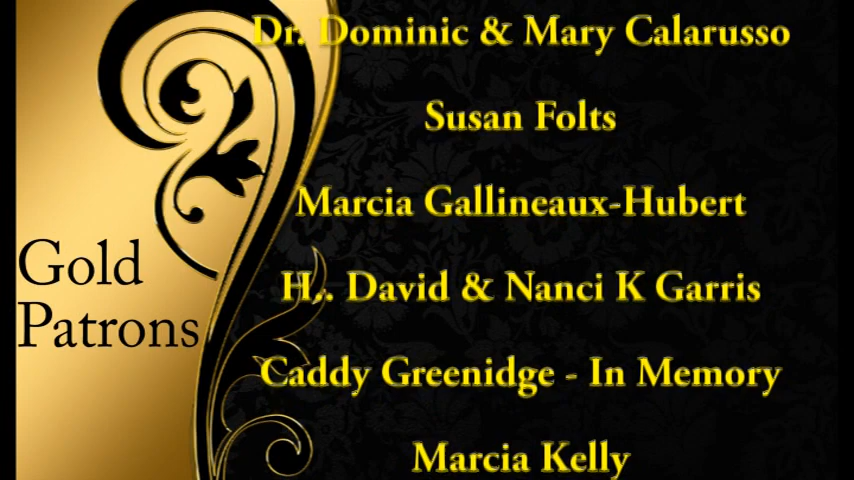 Dr. Dominic & Mary Calarusso
Susan Folts
Marcia Gallineaux-Hubert
Gold
Patrons
H,. David & Nanci K Garris
Caddy Greenidge - In Memory
Marcia Kelly